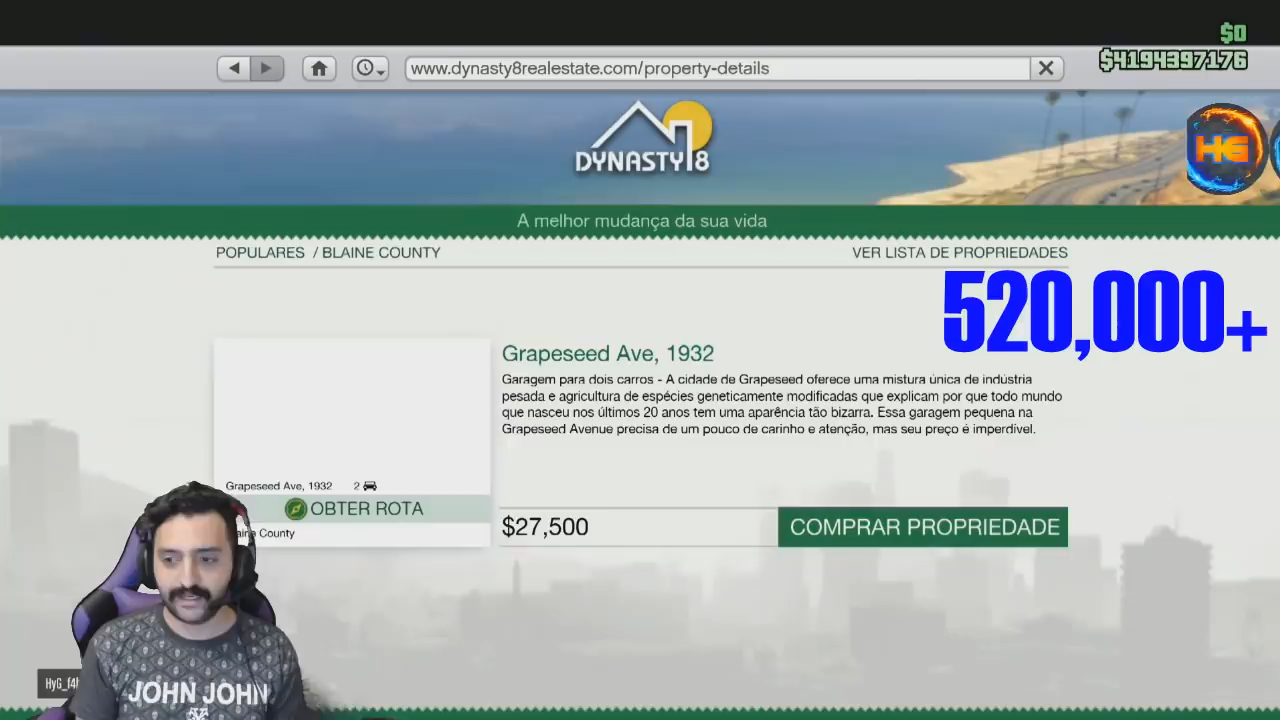 $0
$4194397176
www.dynasty8realestate.com/property-details
HG
DYNASTY 8
A melhor mudança da sua vida
POPULARES / BLAINE COUNTY
VER LISTA DE PROPRIEDADES
520,000+
Grapeseed Ave, 1932
Garagem para dois carros - A cidade de Grapeseed oferece uma mistura única de indústria
pesada e agricultura de espécies geneticamente modificadas que explicam por que todo mundo
que nasceu nos últimos 20 anos tem uma aparência tão bizarra. Essa garagem pequena na
Grapeseed Avenue precisa de um pouco de carinho e atenção, mas seu preço é imperdível.
Grapeseed Ave, 1932 2
OBTER ROTA
County
$27,500
COMPRAR PROPRIEDADE
JOHN JOHN